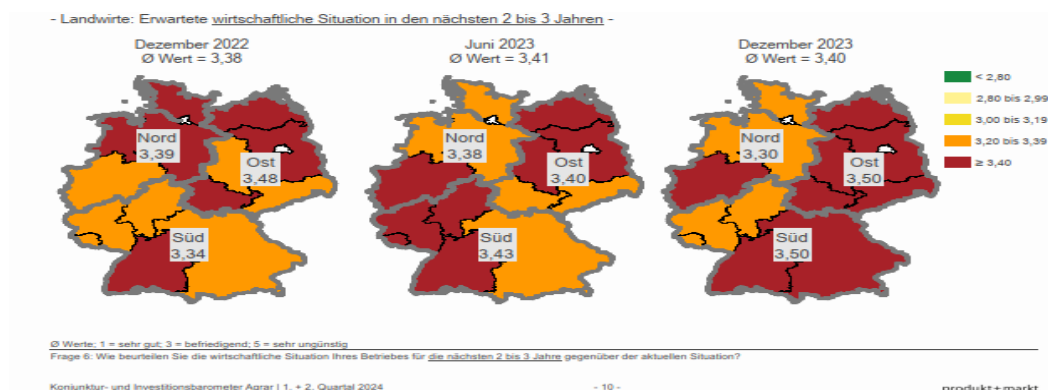 - Landwirte: Erwartete wirtschaftliche Situation in den nächsten 2 bis 3 Jahren -
Dezember 2022
Ø Wert = 3,38
Juni 2023
Ø Wert = 3,41
Dezember 2023
Ø Wert = 3,40
Nord
3,39
Ost
3,48
Süd
3,34
Nord
3,38
Ost
3,40
Süd
3,43
Nord
3,30
Ost
3,50
Süd
3,50
< 2,80
2,80 bis 2,99
3,00 bis 3,19
3,20 bis 3,39
≥ 3,40
Ø Werte; 1 = sehr gut; 3 = befriedigend; 5 = sehr ungünstig
Frage 6: Wie beurteilen Sie die wirtschaftliche Situation Ihres Betriebes für die nächsten 2 bis 3 Jahre gegenüber der aktuellen Situation?
Konjunktur- und Investitionsbarometer Agrar | 1. + 2. Quartal 2024
- 10 -
produkt+markt